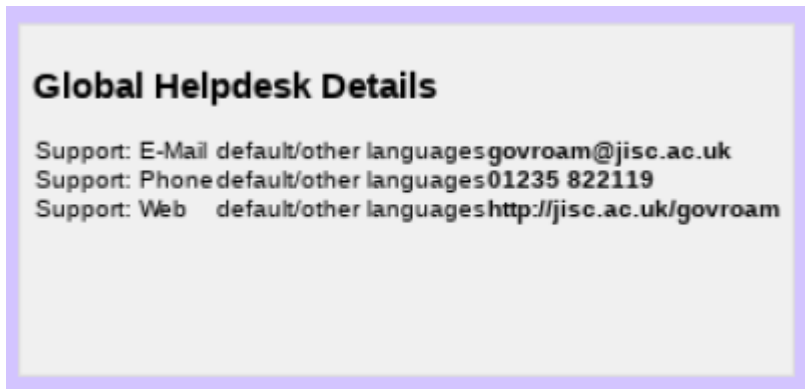 Global Helpdesk Details
Support: E-Mail default/other languages govroam@jisc.ac.uk
Support: Phone default/other languages 01235 822119
Support: Web default/other languages http://jisc.ac.uk/govroam